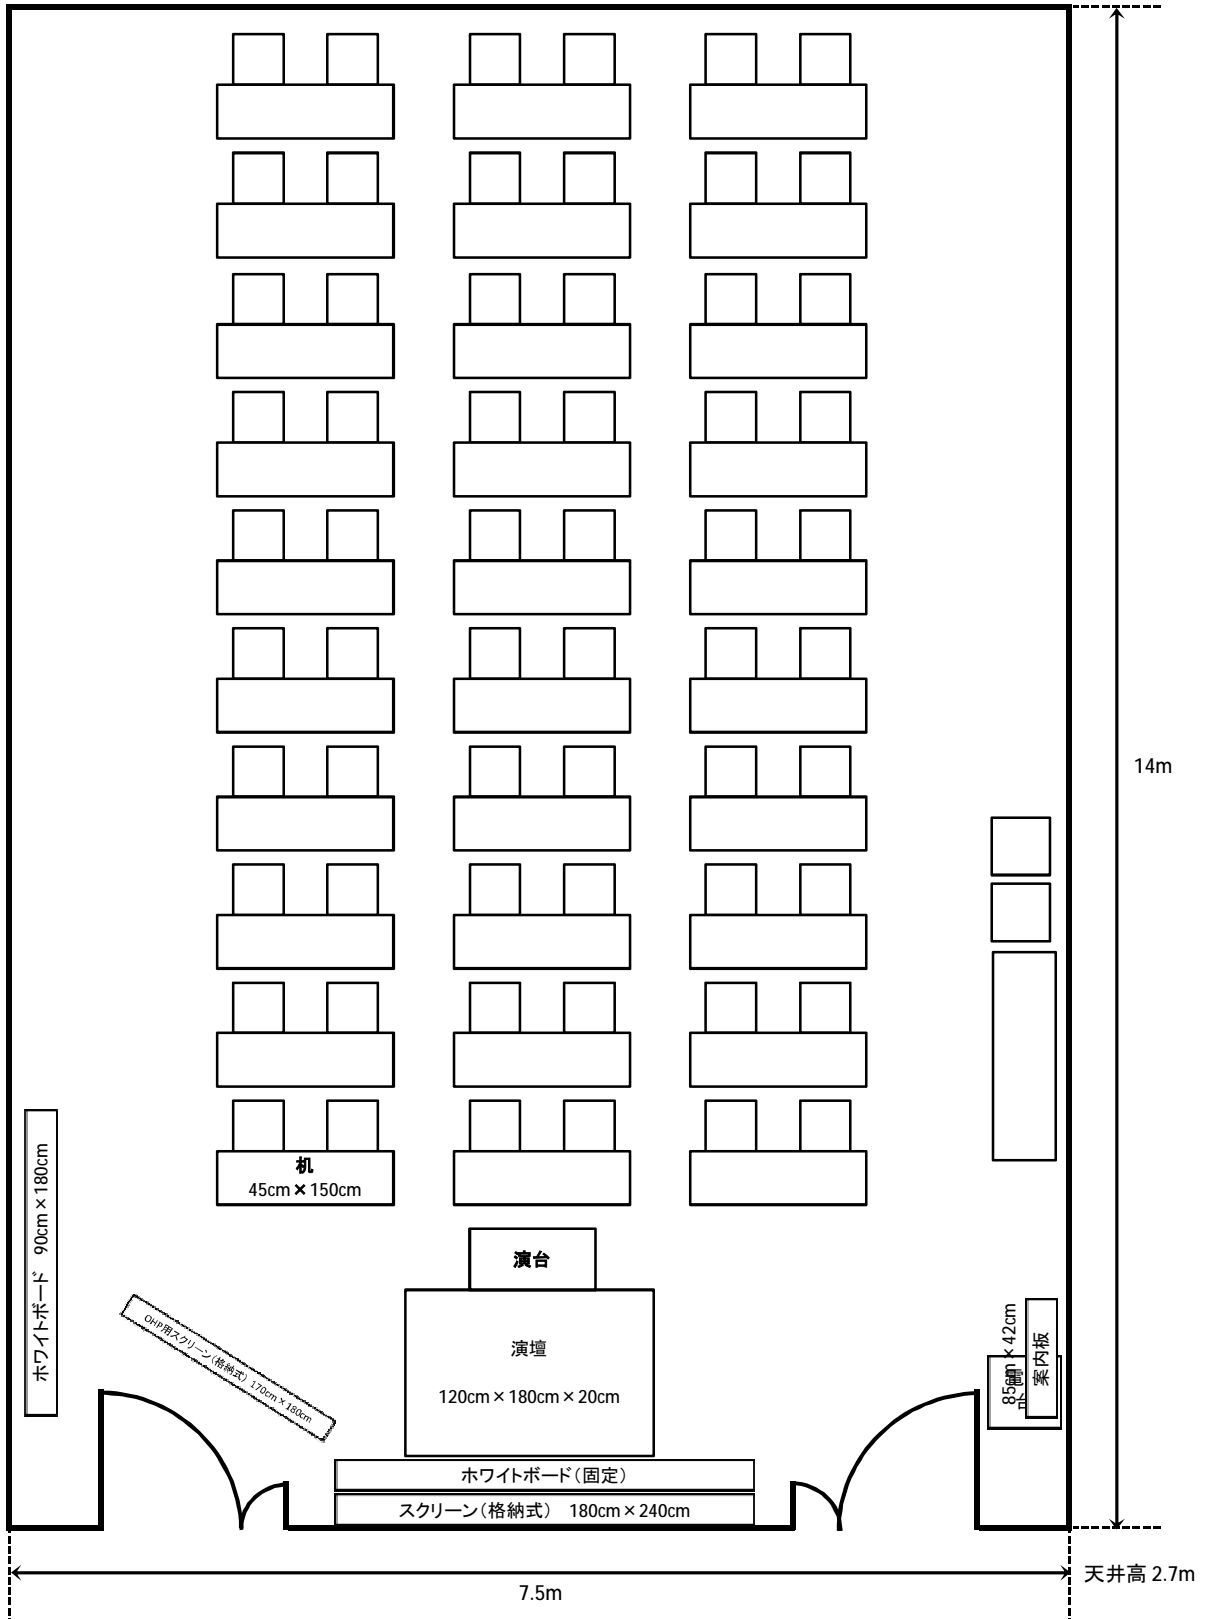 14m
机
45cm×150cm
ホワイトボード 90cm×180cm
演台
OHP用スクリーン(格納式) 170cm×180cm
演壇
120cm×180cm×20cm
85cm×42cm
案内板
ホワイトボード(固定)
スクリーン(格納式) 180cm×240cm
7.5m
天井高 2.7m